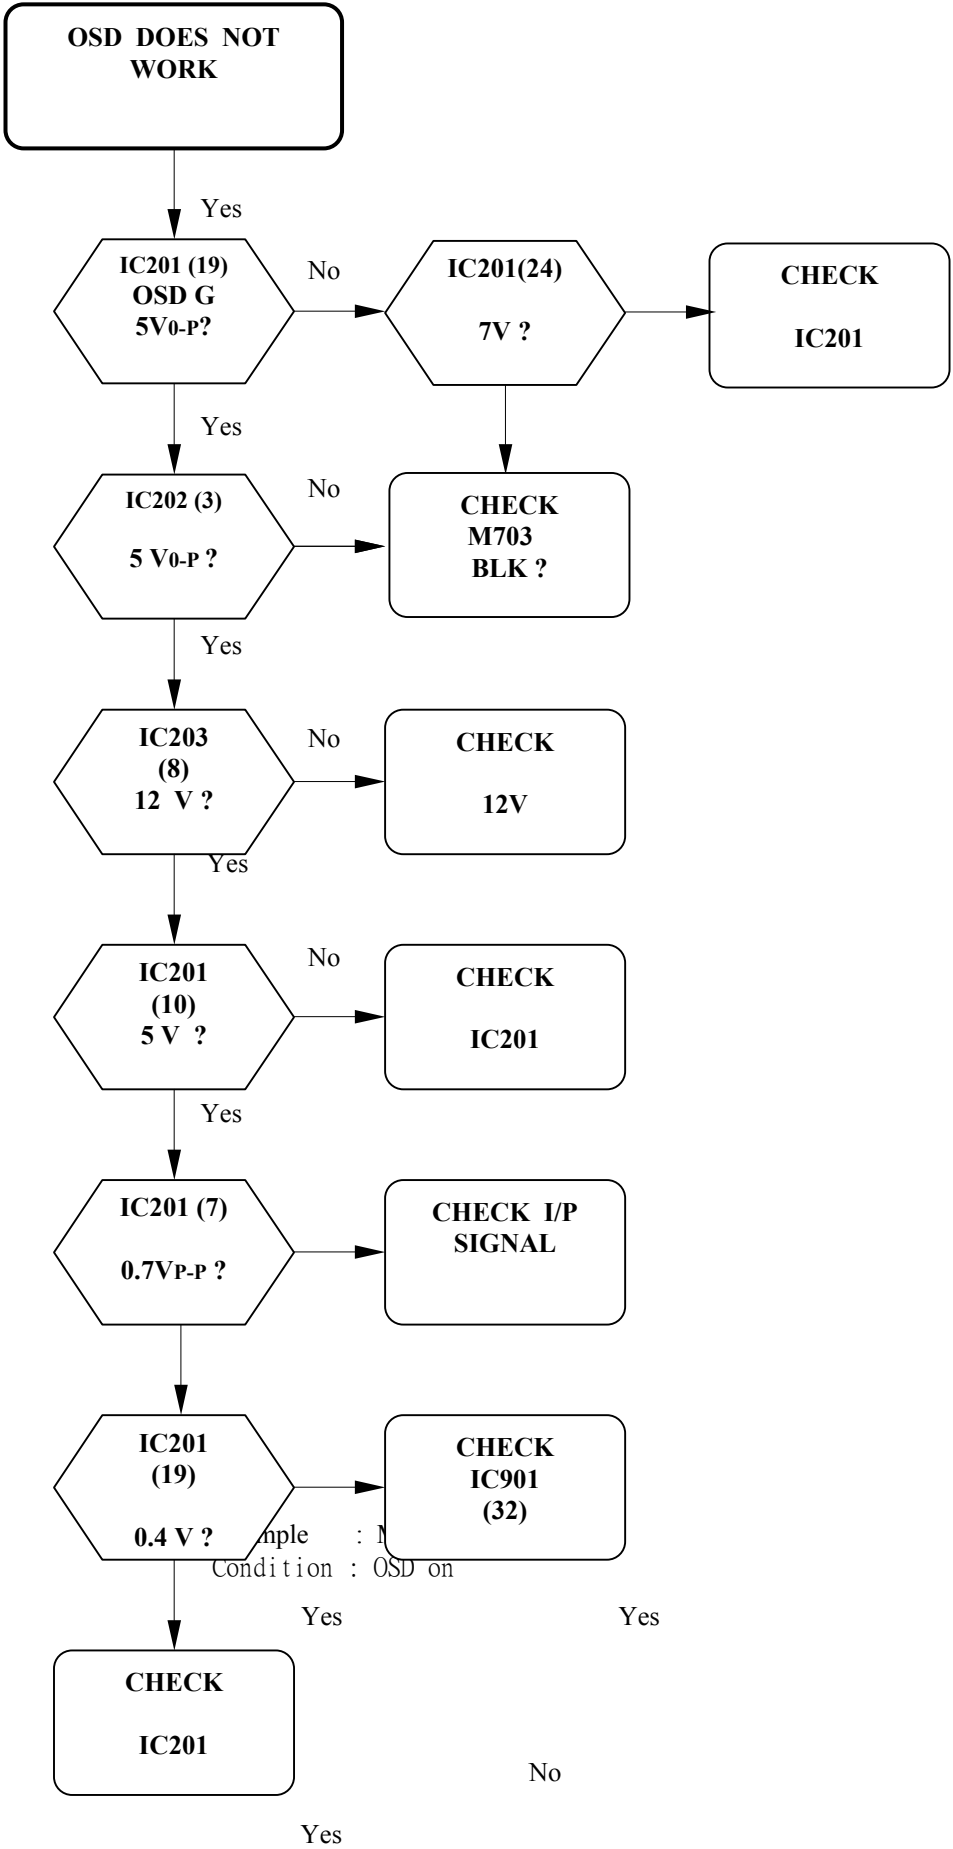 OSD DOES NOT
WORK
Yes
IC201 (19)
OSD G
5V0-P?
No
IC201(24)
7V ?
CHECK
IC201
Yes
IC202 (3)
5 V0-P ?
No
CHECK
M703
BLK ?
Yes
IC203
(8)
12 V ?
No
CHECK
12V
Yes
IC201
(10)
5 V ?
No
CHECK
IC201
Yes
IC201 (7)
0.7VP-P ?
CHECK I/P
SIGNAL
IC201
(19)
0.4 V ?
CHECK
IC901
(32)
:
Condition : OSD on
Yes
Yes
CHECK
IC201
No
Yes